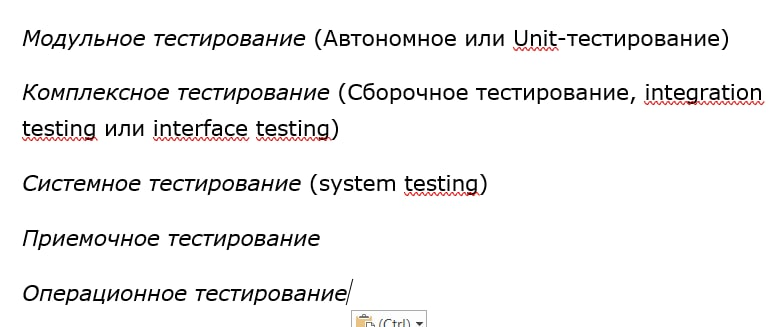 Модульное тестирование (Автономное или Unit-тестирование)
Комплексное тестирование (Сборочное тестирование, integration
testing или interface testing)
Системное тестирование (system testing)
Приемочное тестирование
Операционное тестирование
(Ctrl)